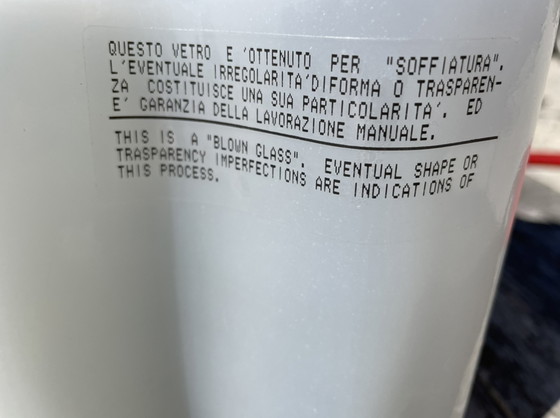 QUESTO VETRO E 'OTTENUTO PER "SOFFIATURA".
L'EVENTUALE IRREGOLARITA'DIFORMA O TRASPAREN-
ZA COSTITUISCE UNA SUA PARTICOLARITA'. ED
E' GARANZIA DELLA LAVORAZIONE MANUALE.
THIS IS A "BLOWN GLASS". EVENTUAL SHAPE OR
TRASPARENCY IMPERFECTIONS ARE INDICATIONS OF
THIS PROCESS.